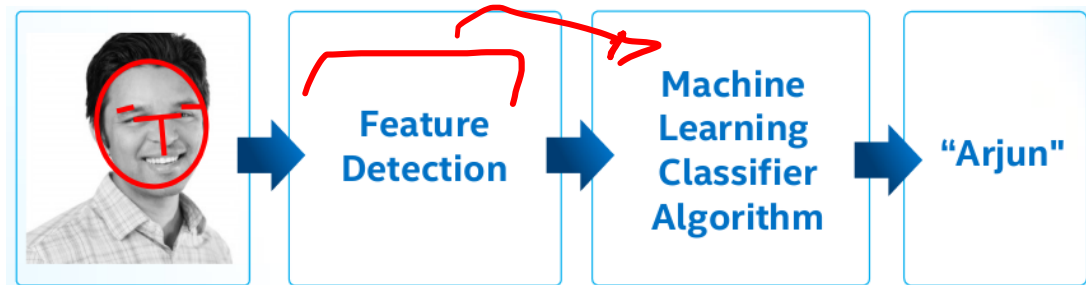 Feature
Detection
Machine
Learning
Classifier
Algorithm
“Arjun"